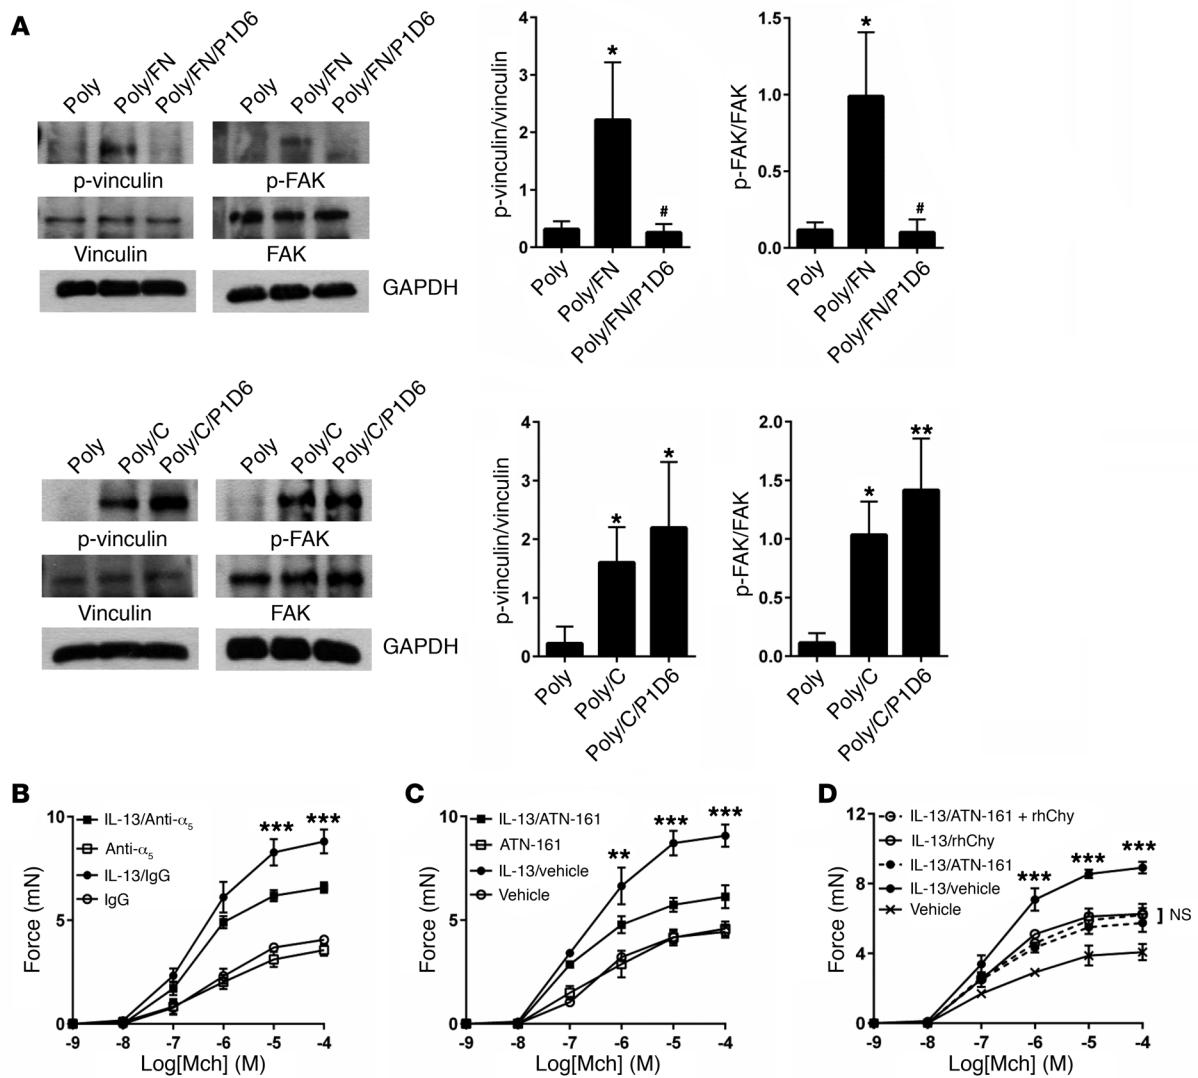 A
Poly
Poly/FN
Poly/FN/P1D6
Poly
Poly/FN
Poly/FN/P1D6
p-vinculin
p-FAK
Vinculin
FAK
GAPDH
p-vinculin/vinculin
4
3
2
1
0
*
#
Poly
Poly/FN
Poly/FN/P1D6
p-FAK/FAK
1.5
1.0
0.5
0.0
*
#
Poly
Poly/FN
Poly/FN/P1D6
Poly
Poly/C
Poly/C/P1D6
Poly
Poly/C
Poly/C/P1D6
p-vinculin
p-FAK
Vinculin
FAK
GAPDH
p-vinculin/vinculin
4
3
2
1
0
*
*
Poly
Poly/C
Poly/C/P1D6
p-FAK/FAK
2.0
1.5
1.0
0.5
0.0
*
**
Poly
Poly/C
Poly/C/P1D6
B
IL-13/Anti-α5
Anti-α5
IL-13/IgG
IgG
*** ***
Force (mN)
10
5
0
-9 -8 -7 -6 -5 -4
Log[Mch] (M)
C
IL-13/ATN-161
ATN-161
IL-13/vehicle
Vehicle
** *** ***
Force (mN)
10
5
0
-9 -8 -7 -6 -5 -4
Log[Mch] (M)
D
IL-13/ATN-161 + rhChy
IL-13/rhChy
IL-13/ATN-161
IL-13/vehicle
Vehicle
*** *** ***
NS
Force (mN)
12
8
4
0
-9 -8 -7 -6 -5 -4
Log[Mch] (M)